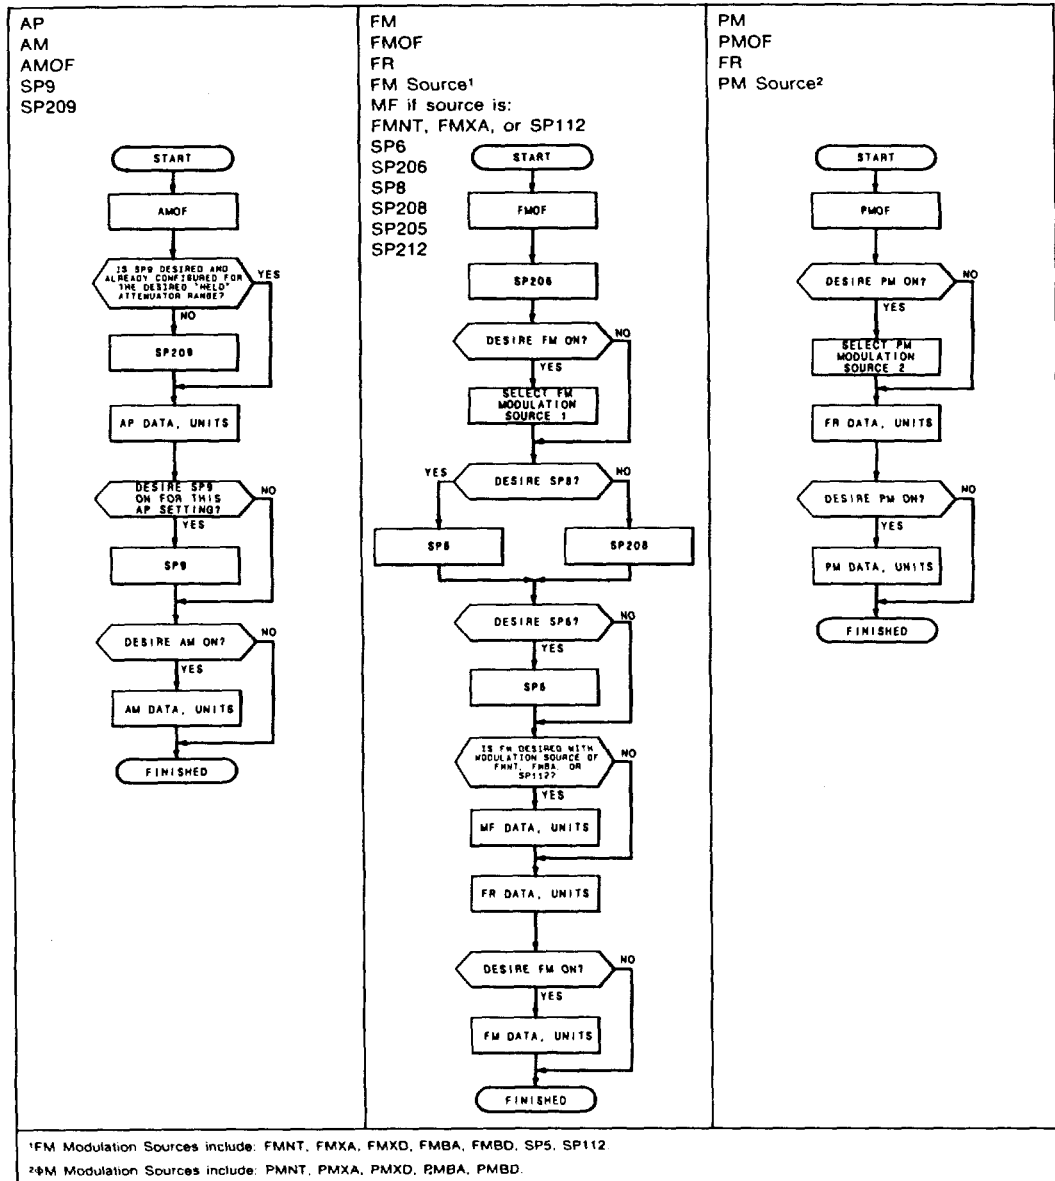 AP
AM
AMOF
SP9
SP209
START
AMOF
IS SP9 DESIRED AND
ALREADY CONFIGURED FOR
THE DESIRED "HELD"
ATTENUATOR RANGE?
YES
NO
SP209
AP DATA, UNITS
DESIRE SP9
ON FOR THIS
AP SETTING?
NO
YES
SP9
DESIRE AM ON?
NO
YES
AM DATA, UNITS
FINISHED
FM
FMOF
FR
FM Source¹
MF if source is:
FMNT, FMXA, or SP112
SP6
SP206
SP8
SP208
SP205
SP212
START
FMOF
SP206
DESIRE FM ON?
NO
YES
SELECT FM
MODULATION
SOURCE 1
YES
DESIRE SP8?
NO
SP8
SP208
DESIRE SP6?
NO
YES
SP6
IS FM DESIRED WITH
MODULATION SOURCE OF
FMNT, FMBA, OR
SP112?
NO
YES
MF DATA, UNITS
FR DATA, UNITS
DESIRE FM ON?
NO
YES
FM DATA, UNITS
FINISHED
PM
PMOF
FR
PM Source²
START
PMOF
DESIRE PM ON?
NO
YES
SELECT PM
MODULATION
SOURCE 2
FR DATA, UNITS
DESIRE PM ON?
NO
YES
PM DATA, UNITS
FINISHED
¹FM Modulation Sources include: FMNT, FMXA, FMXD, FMBA, FMBD, SP5, SP112.
²ΦM Modulation Sources include: PMNT, PMXA, PMXD, PMBA, PMBD.